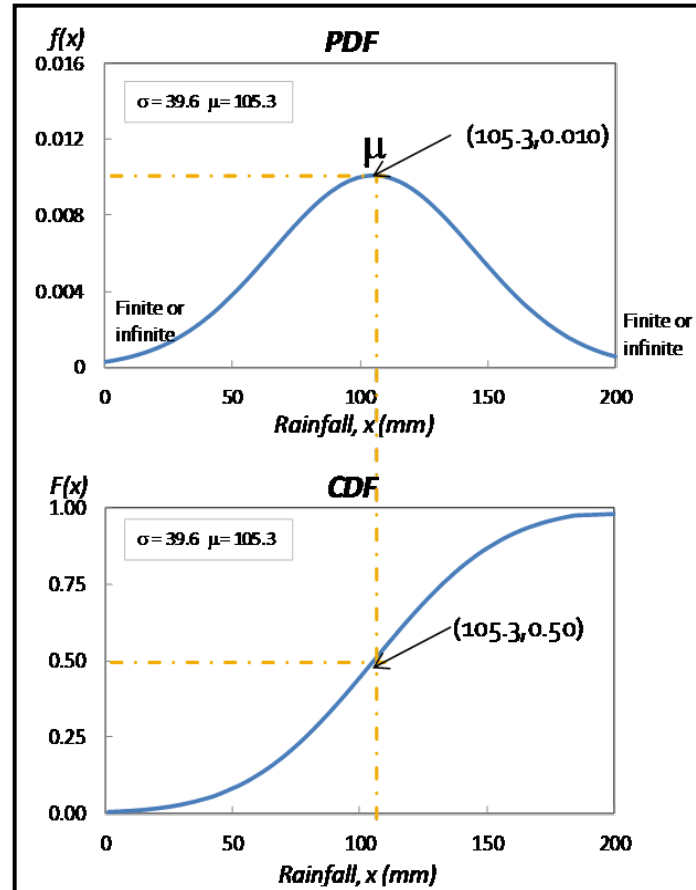 f(x)
PDF
0.016
σ = 39.6 μ= 105.3
0.012
μ
(105.3,0.010)
0.008
0.004
Finite or
infinite
Finite or
infinite
0
0 50 100 150 200
Rainfall, x (mm)
F(x)
CDF
1.00
σ = 39.6 μ= 105.3
0.75
(105.3,0.50)
0.50
0.25
0.00
0 50 100 150 200
Rainfall, x (mm)